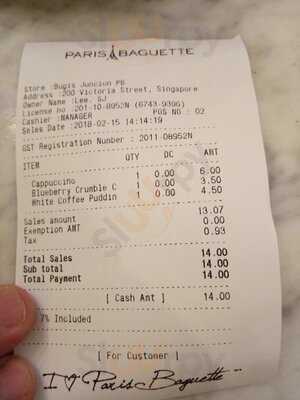 PARIS BAGUETTE
Store :Bugis Junction PB
Address :200 Victoria Street, Singapore
Owner Name :Lee, SJ
License no :201-10-8952N (6743-9306)
Cashier :MANAGER POS NO : 02
Sales Date :2018-02-15 14:14:19
GST Registration Number : 2011-08952N
ITEM QTY DC ABT
Cappuccino 1 0.00 6.00
Blueberry Crumble C 1 0.00 3.50
White Coffee Puddin 1 0.00 4.50
Sales amount 13.07
Exemption AMT 0.00
Tax 0.93
Total Sales 14.00
Sub total 14.00
Total Payment 14.00
[ Cash Amt ] 14.00
7% Included
[ For Customer ]
I ♡ Paris Baguette